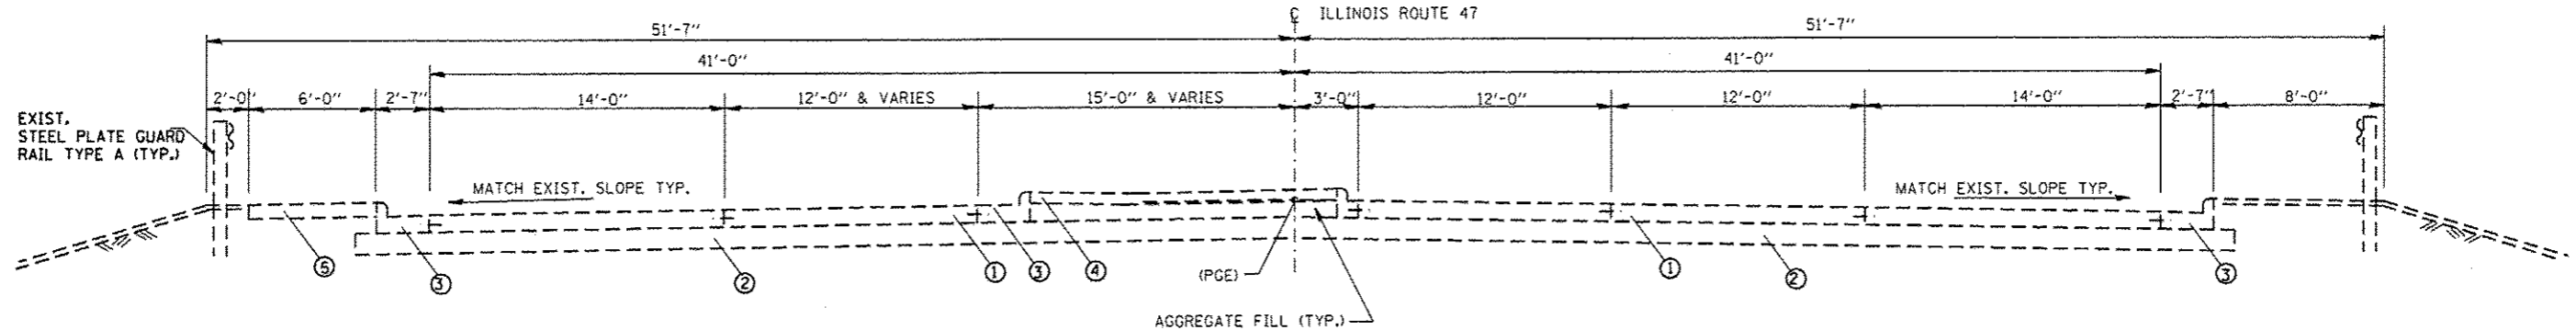 ℄ ILLINOIS ROUTE 47
51'-7" 51'-7"
41'-0" 41'-0"
2'-0" 6'-0" 2'-7" 14'-0" 12'-0" & VARIES 15'-0" & VARIES 3'-0" 12'-0" 12'-0" 14'-0" 2'-7" 8'-0"
EXIST.
STEEL PLATE GUARD
RAIL TYPE A (TYP.)
MATCH EXIST. SLOPE TYP. MATCH EXIST. SLOPE TYP.
5 3 2 1 3 4 (PGE) 1 2 3
AGGREGATE FILL (TYP.)